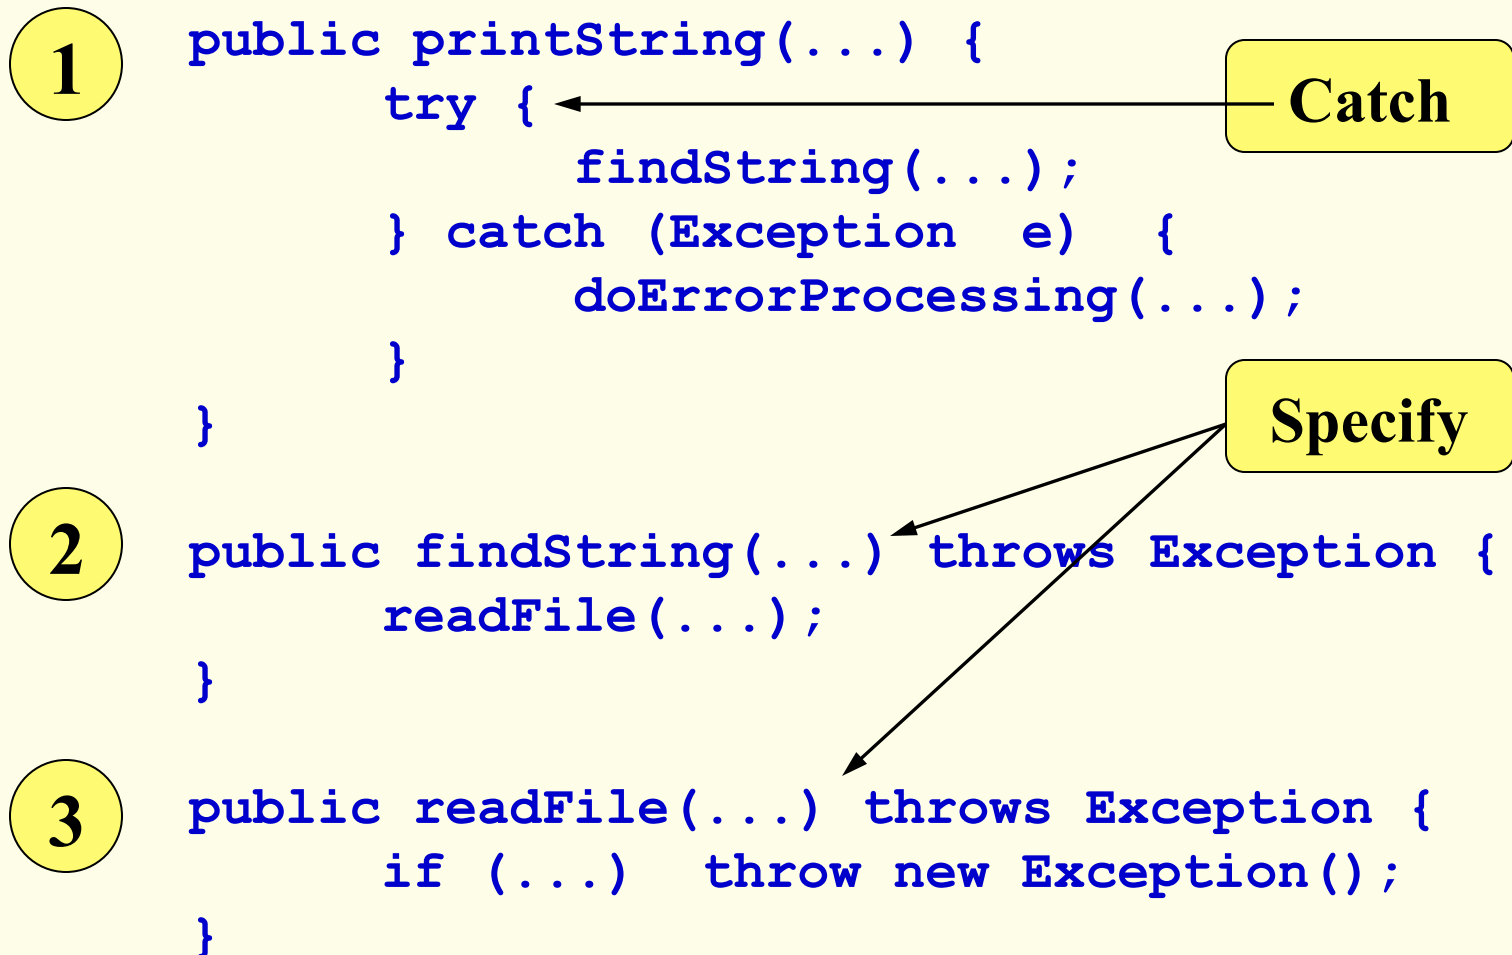 1
public printString(...) {
Catch
try {
findString(...);
} catch (Exception e) {
doErrorProcessing(...);
}
}
Specify
2
public findString(...) throws Exception {
readFile(...);
}
3
public readFile(...) throws Exception {
if (...) throw new Exception();
}